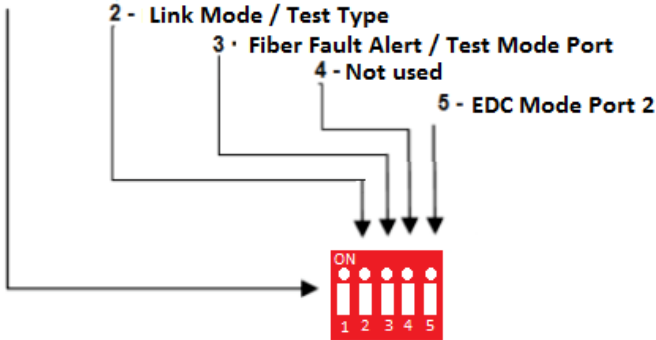 2 - Link Mode / Test Type
3 · Fiber Fault Alert / Test Mode Port
4 - Not used
5 - EDC Mode Port 2
ON
1 2 3 4 5